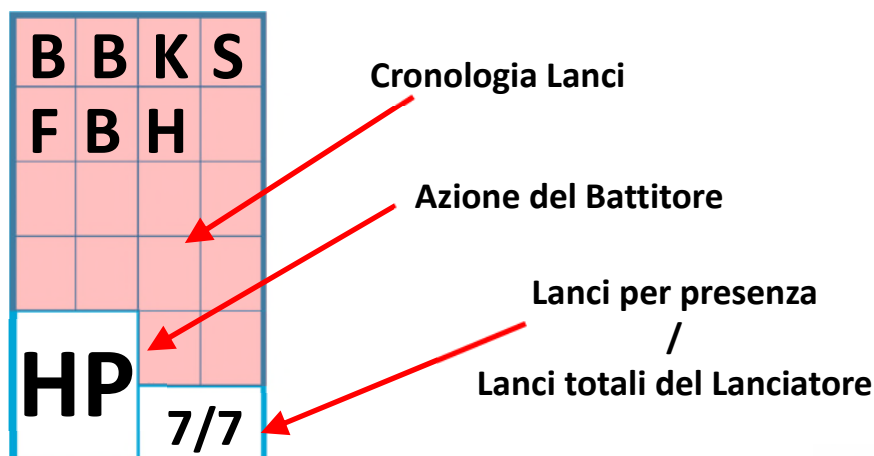 B B K S
F B H
Cronologia Lanci
Azione del Battitore
Lanci per presenza
/
Lanci totali del Lanciatore
HP
7/7